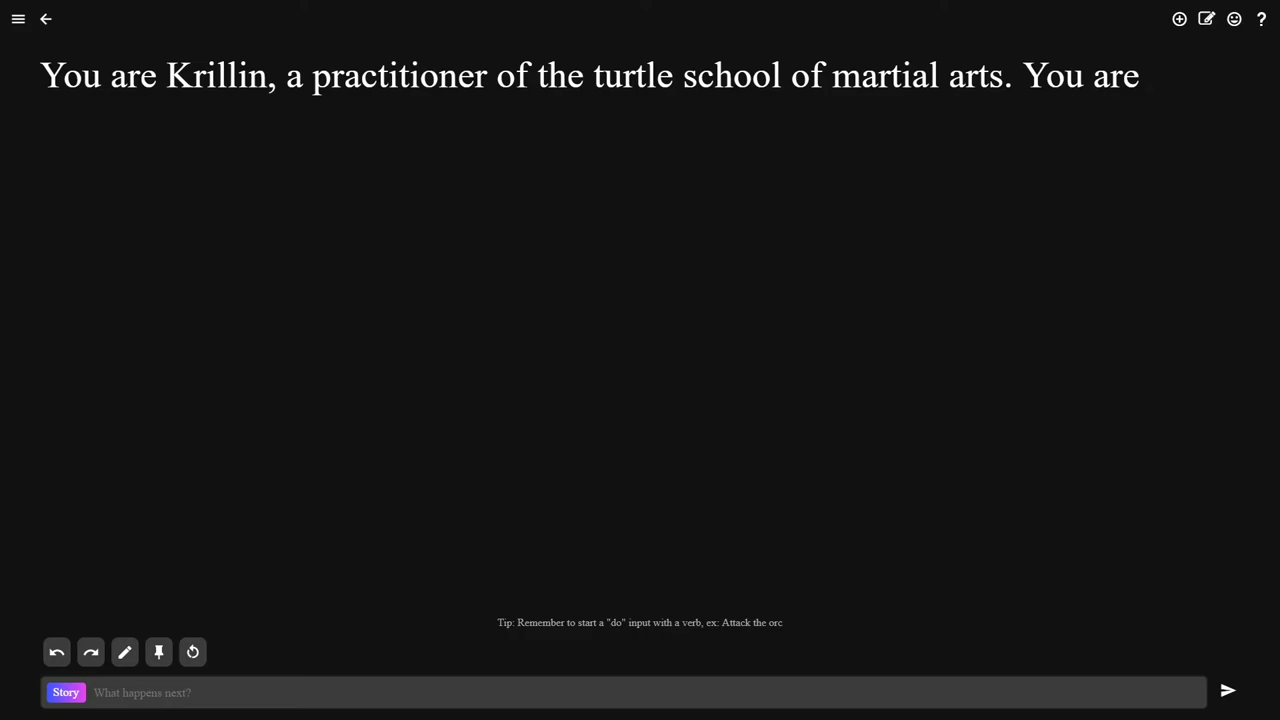 You are Krillin, a practitioner of the turtle school of martial arts. You are
Tip: Remember to start a "do" input with a verb, ex: Attack the orc
Story What happens next?